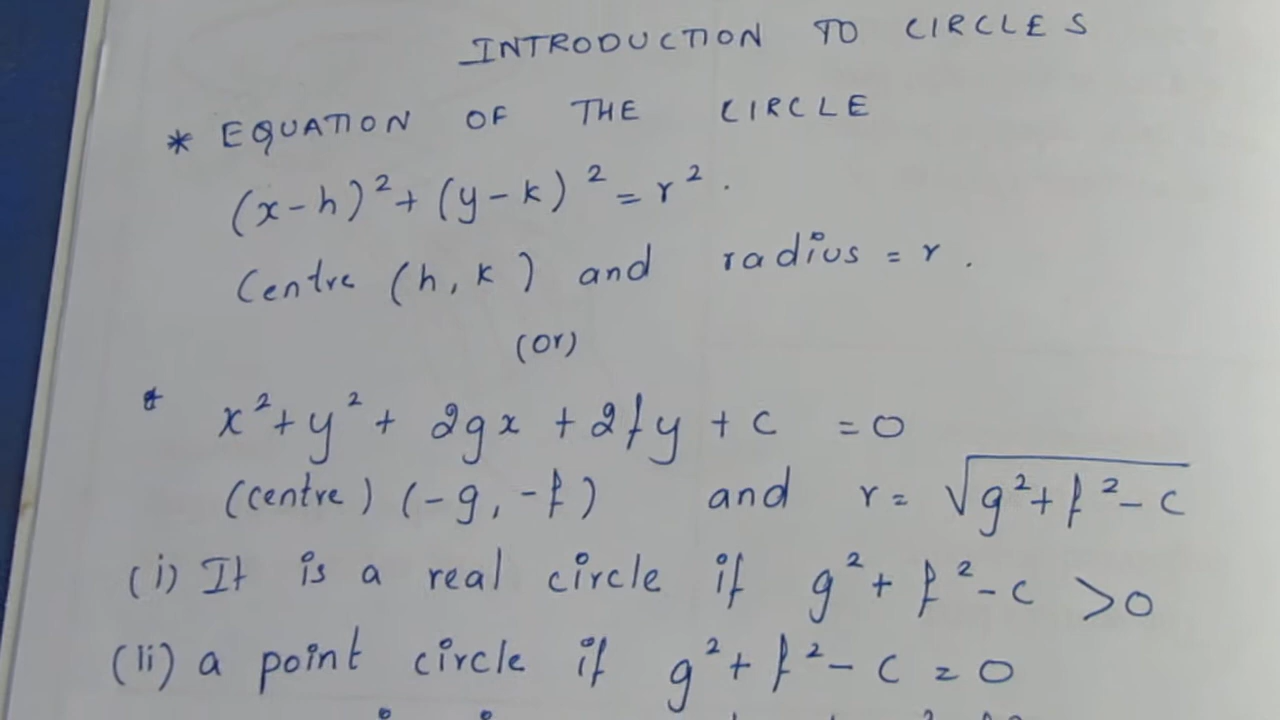 INTRODUCTION TO CIRCLES
* EQUATION OF THE CIRCLE
(x-h)² + (y-k)² = r².
Centre (h, k) and radius = r.
(or)
* x² + y² + 2gx + 2fy + c = 0
(centre) (-g, -f) and r = √(g² + f² - c)
(i) It is a real circle if g² + f² - c > 0
(ii) a point circle if g² + f² - c = 0